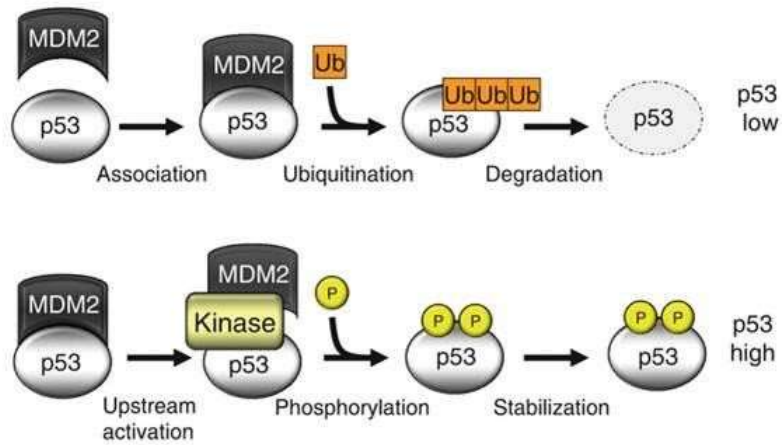 MDM2
MDM2
Ub
UbUbUb
p53
p53
p53
p53
p53
low
Association
Ubiquitination
Degradation
MDM2
MDM2
P
Kinase
P P
P P
p53
p53
p53
p53
p53
high
Upstream
activation
Phosphorylation
Stabilization